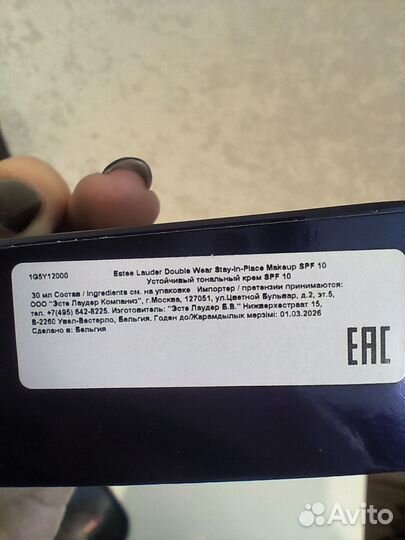 1G5Y12000 Estee Lauder Double Wear Stay-in-Place Makeup SPF 10
Устойчивый тональный крем SPF 10
30 мл Состав / Ingredients см. на упаковке Импортер / претензии принимаются:
ООО "Эсте Лаудер Компаниз", г.Москва, 127051, ул.Цветной Бульвар, д.2, эт.5,
тел. +7(495) 642-8225. Изготовитель: "Эсте Лаудер Б.В." Нижверхестраат 15,
В-2260 Увел-Вестерло, Бельгия. Годен до/Жарамдылык мерзімі: 01.03.2026
Сделано в: Бельгия
EAC
Avito